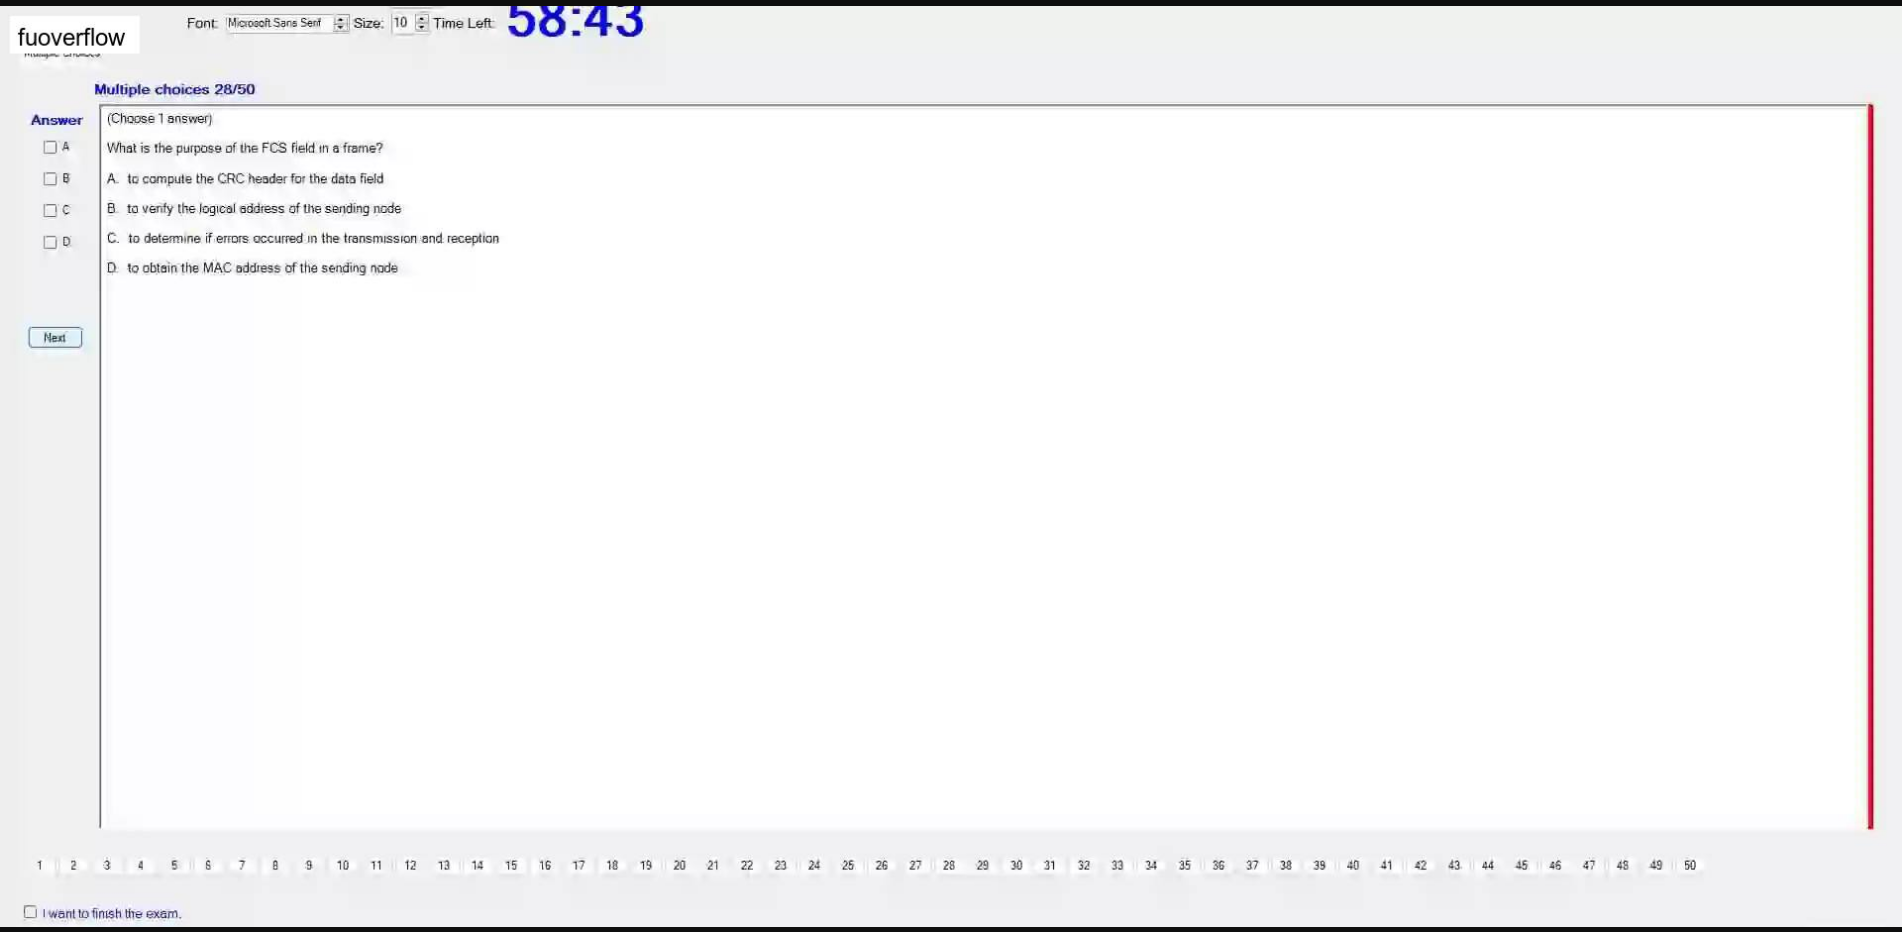 fuoverflow
Font: Microsoft Sans Serif Size: 10 Time Left: 58:43
Multiple choices
Multiple choices 28/50
Answer
A
B
C
D
Next
(Choose 1 answer)
What is the purpose of the FCS field in a frame?
A. to compute the CRC header for the data field
B. to verify the logical address of the sending node
C. to determine if errors occurred in the transmission and reception
D. to obtain the MAC address of the sending node
1 2 3 4 5 6 7 8 9 10 11 12 13 14 15 16 17 18 19 20 21 22 23 24 25 26 27 28 29 30 31 32 33 34 35 36 37 38 39 40 41 42 43 44 45 46 47 48 49 50
I want to finish the exam.